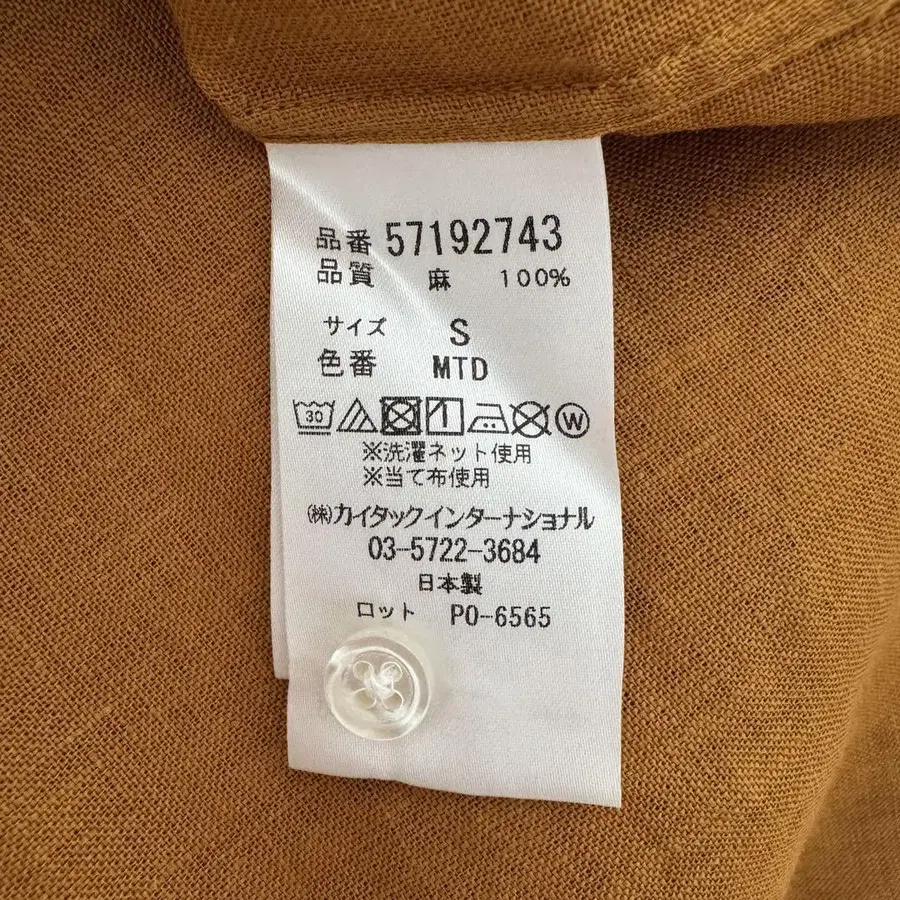 品番 57192743
品質 麻 100%
サイズ S
色番 MTD
30 W
※洗濯ネット使用
※当て布使用
㈱カイタックインターナショナル
03-5722-3684
日本製
ロット PO-6565